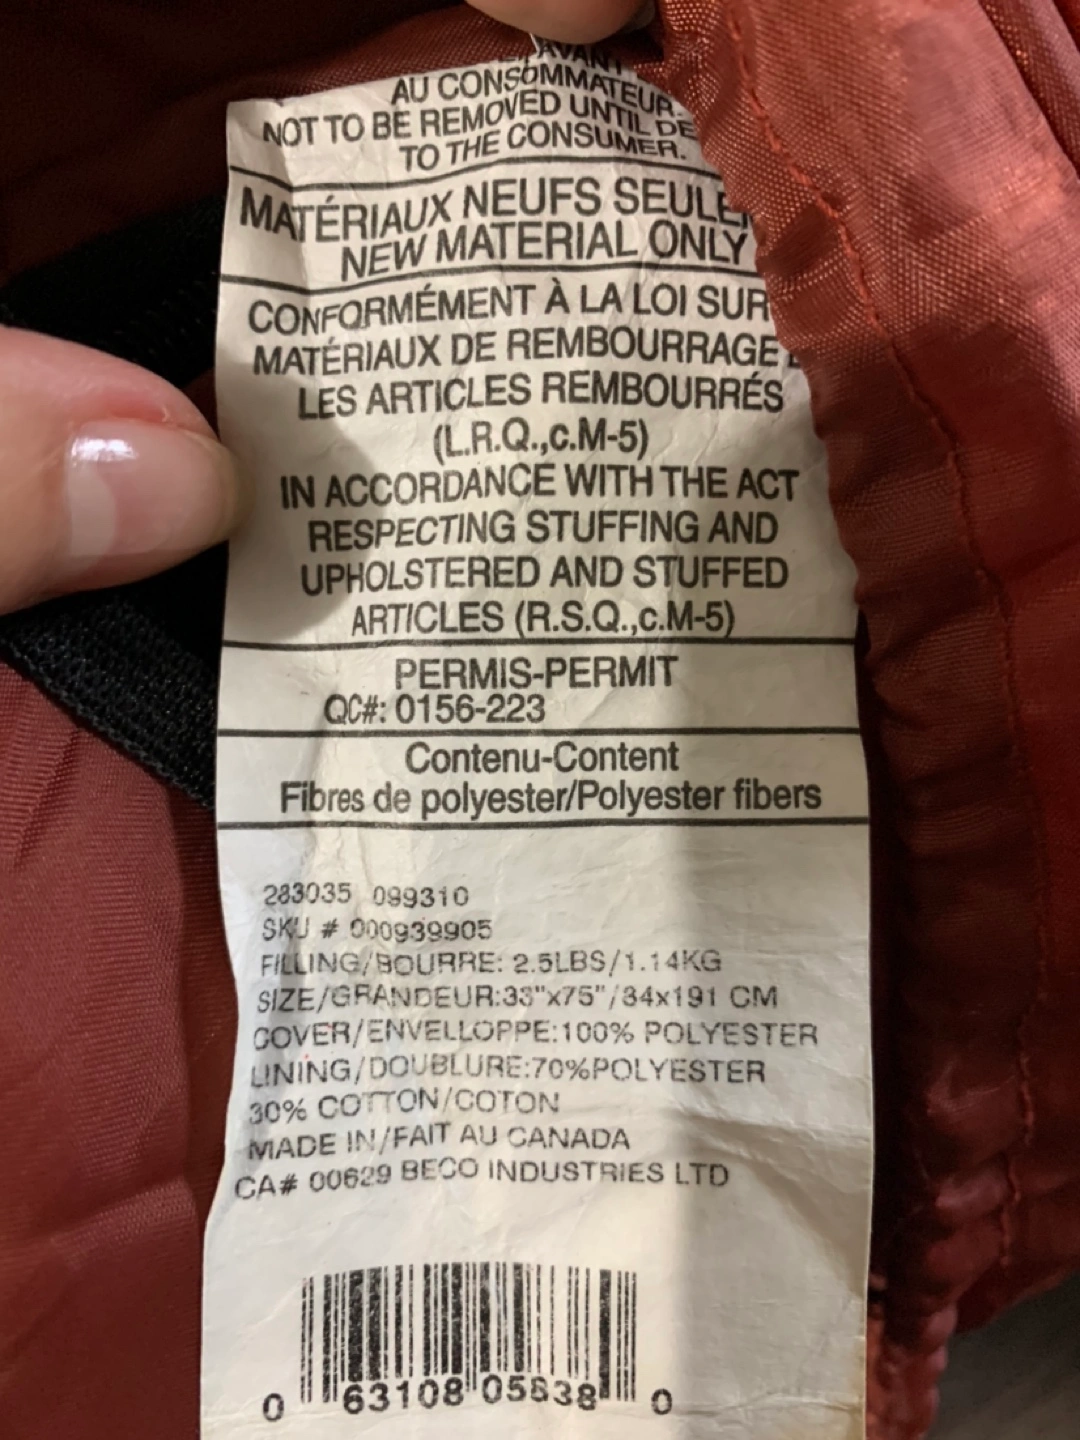 AVANT
AU CONSOMMATEUR.
NOT TO BE REMOVED UNTIL DE
TO THE CONSUMER.
MATÉRIAUX NEUFS SEULE
NEW MATERIAL ONLY
CONFORMÉMENT À LA LOI SUR
MATÉRIAUX DE REMBOURRAGE
LES ARTICLES REMBOURRÉS
(L.R.Q.,c.M-5)
IN ACCORDANCE WITH THE ACT
RESPECTING STUFFING AND
UPHOLSTERED AND STUFFED
ARTICLES (R.S.Q.,c.M-5)
PERMIS-PERMIT
QC#: 0156-223
Contenu-Content
Fibres de polyester/Polyester fibers
283035 099310
SKU # 000939905
FILLING/BOURRE: 2.5LBS/1.14KG
SIZE/GRANDEUR:33"x75"/84x191 CM
COVER/ENVELLOPPE:100% POLYESTER
LINING/DOUBLURE:70%POLYESTER
30% COTTON/COTON
MADE IN/FAIT AU CANADA
CA# 00629 BECO INDUSTRIES LTD
0 63108 05838 0